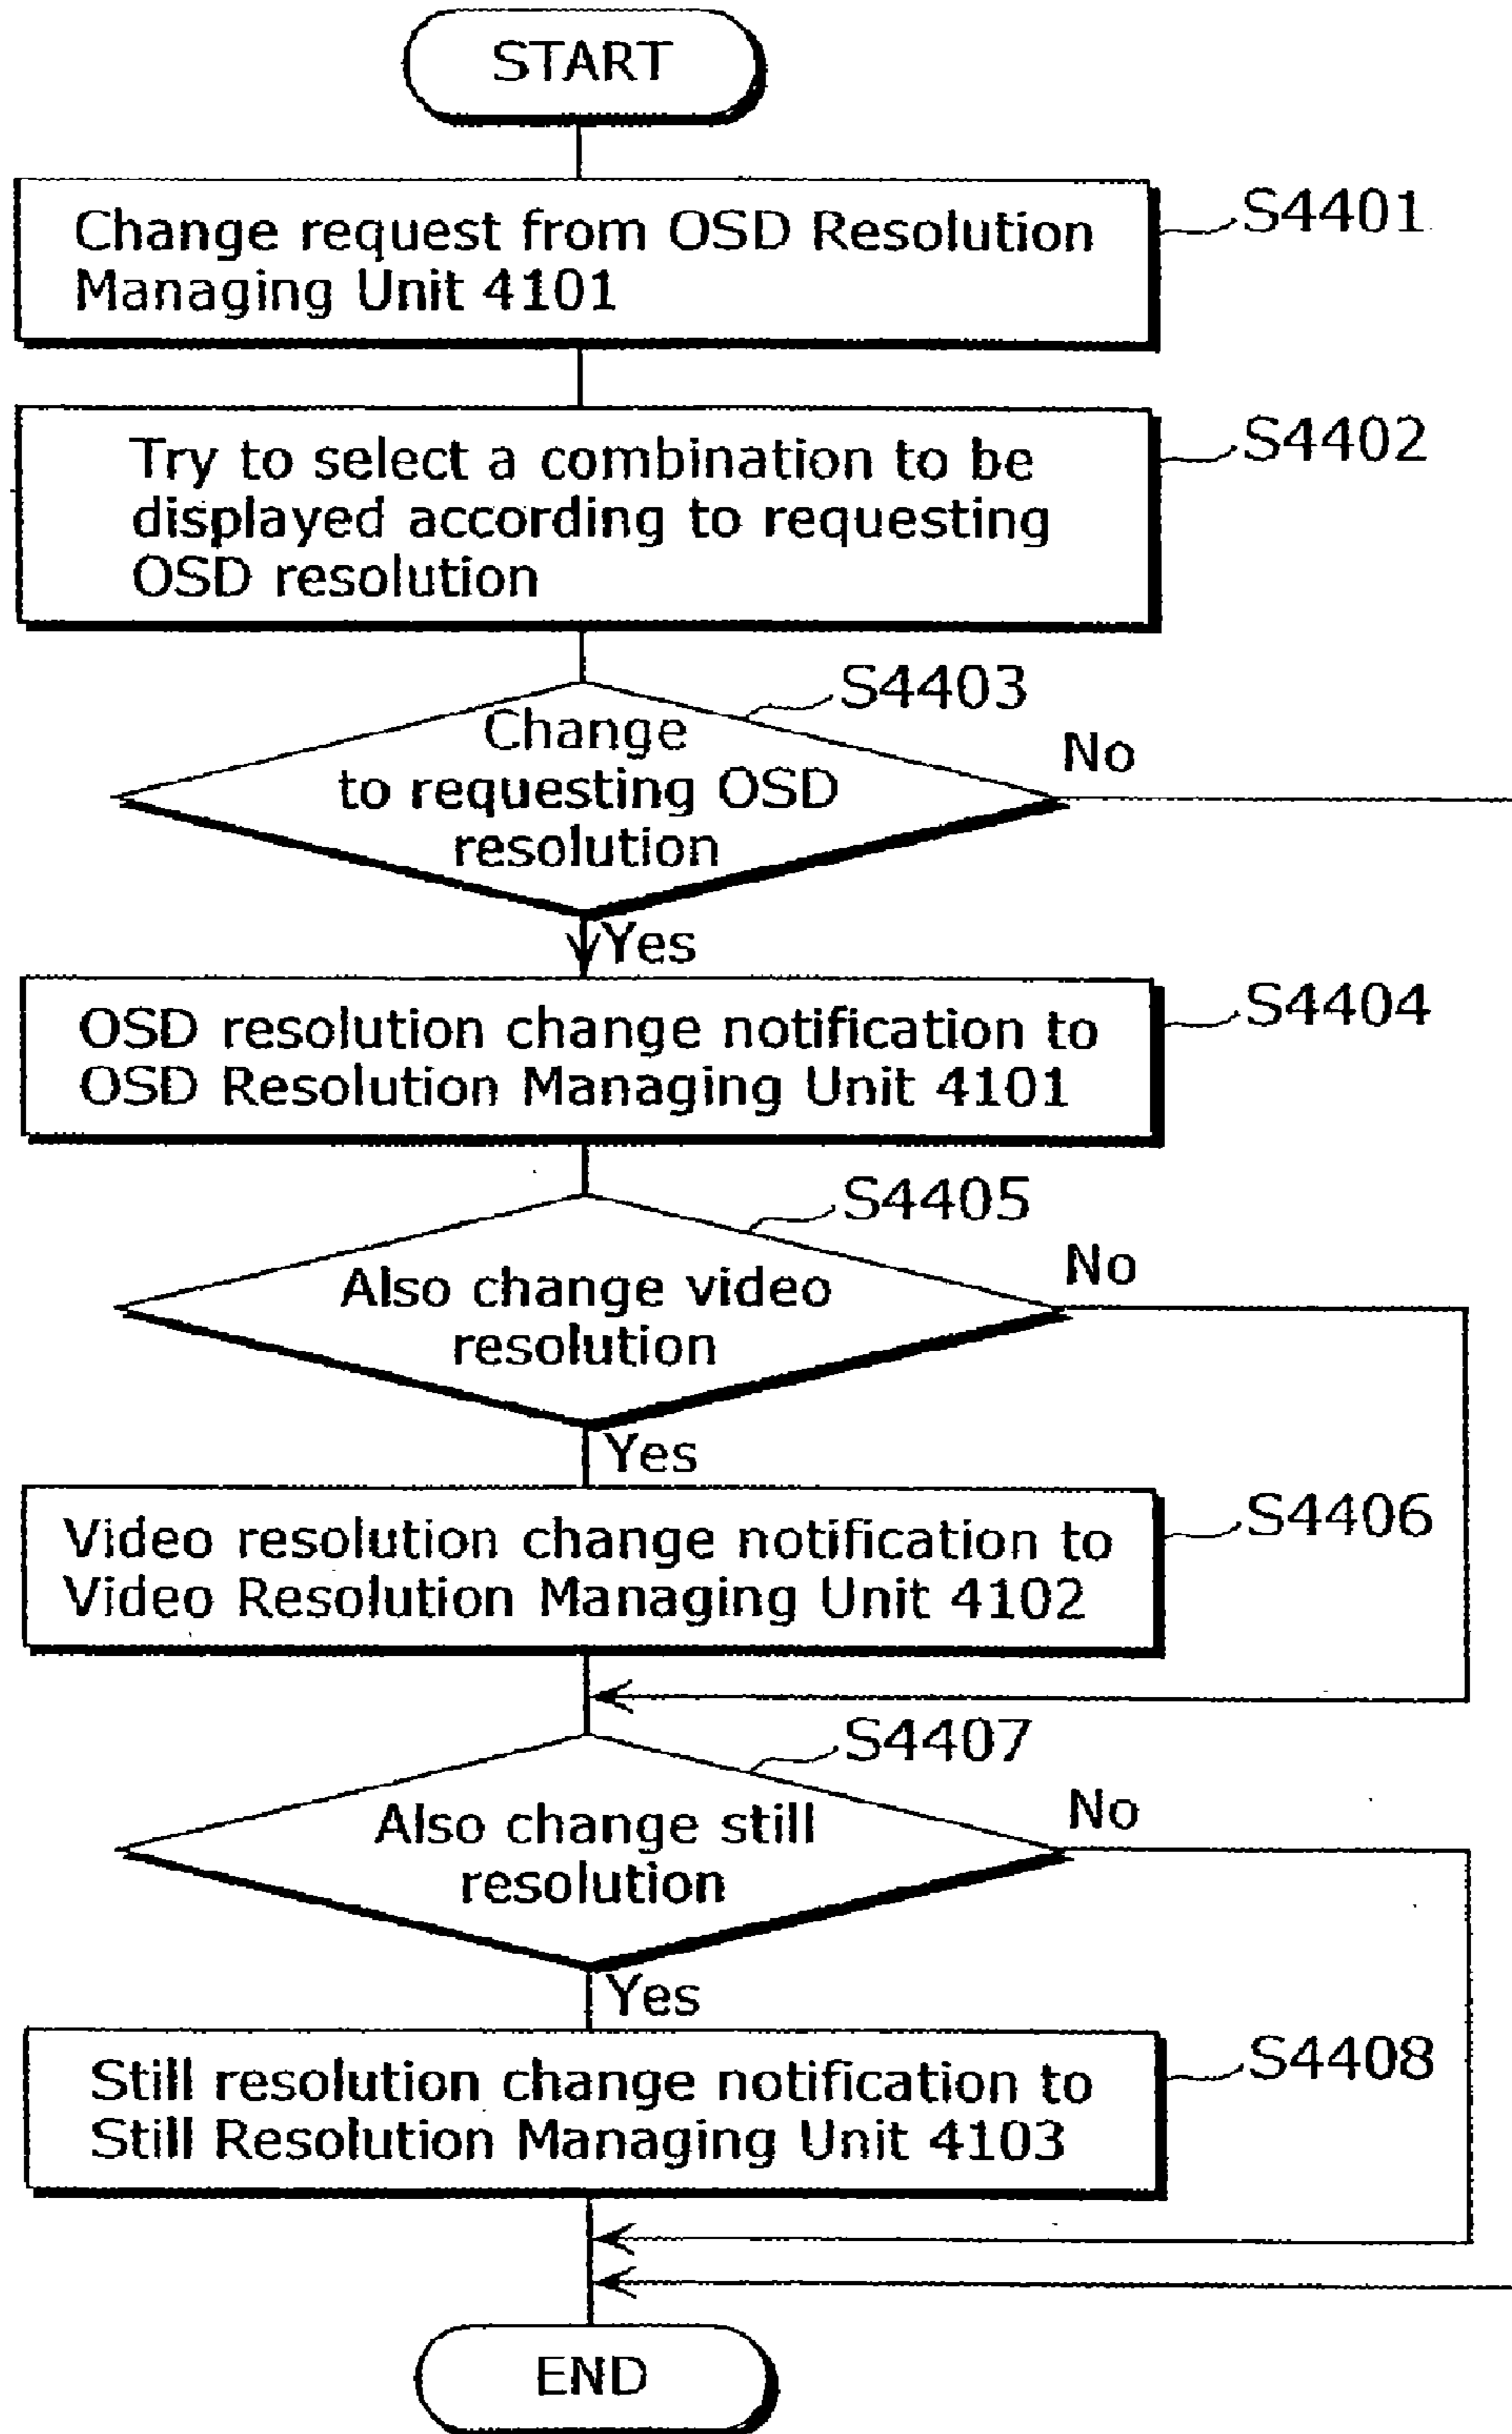 START
Change request from OSD Resolution
Managing Unit 4101
S4401
Try to select a combination to be
displayed according to requesting
OSD resolution
S4402
S4403
Change
to requesting OSD
resolution
No
Yes
OSD resolution change notification to
OSD Resolution Managing Unit 4101
S4404
S4405
Also change video
resolution
No
Yes
Video resolution change notification to
Video Resolution Managing Unit 4102
S4406
S4407
Also change still
resolution
No
Yes
Still resolution change notification to
Still Resolution Managing Unit 4103
S4408
END